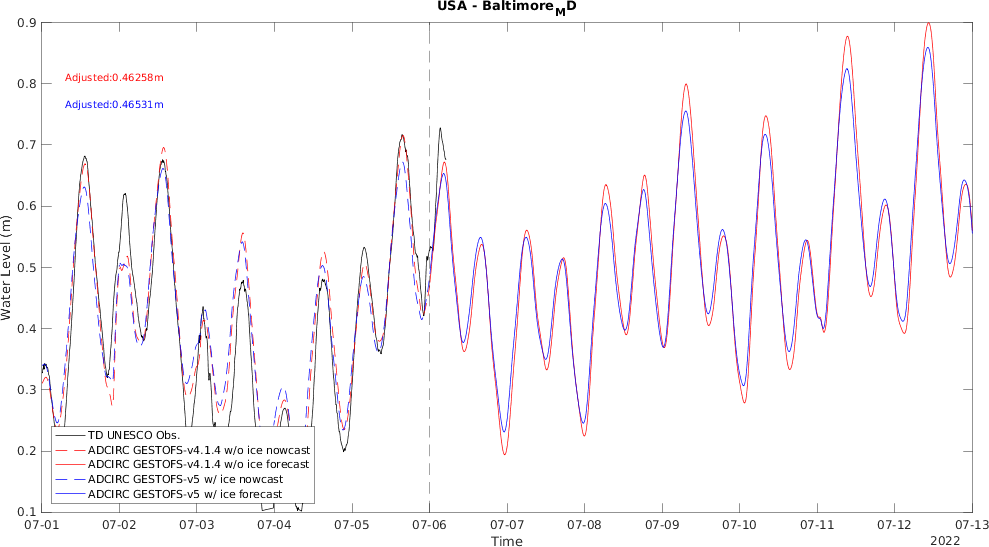 USA - Baltimore_MD
0.9
0.8
0.7
0.6
0.5
0.4
0.3
0.2
0.1
Water Level (m)
Adjusted:0.46258m
Adjusted:0.46531m
TD UNESCO Obs.
ADCIRC GESTOFS-v4.1.4 w/o ice nowcast
ADCIRC GESTOFS-v4.1.4 w/o ice forecast
ADCIRC GESTOFS-v5 w/ ice nowcast
ADCIRC GESTOFS-v5 w/ ice forecast
07-01 07-02 07-03 07-04 07-05 07-06 07-07 07-08 07-09 07-10 07-11 07-12 07-13
Time
2022